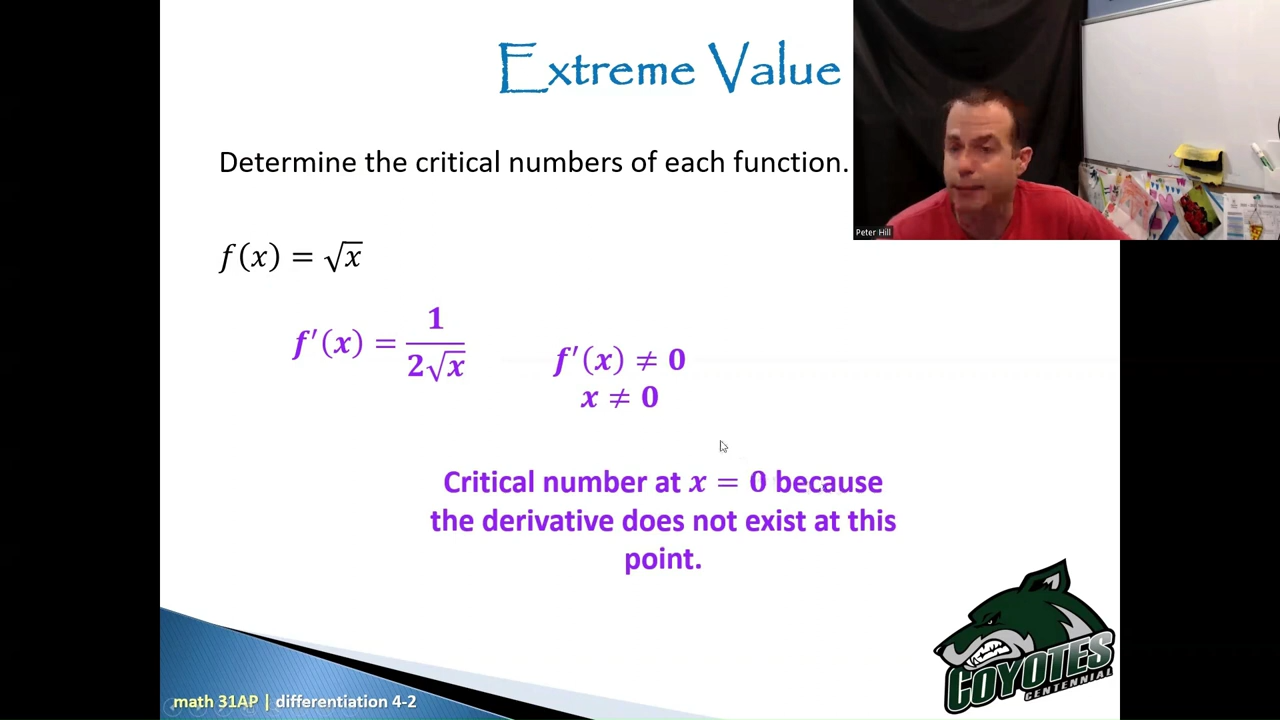 Extreme Value
Determine the critical numbers of each function.
Peter Hill
f(x) = √x
f′(x) = 1/(2√x)
f′(x) ≠ 0
x ≠ 0
Critical number at x = 0 because
the derivative does not exist at this
point.
COYOTES
CENTENNIAL
math 31AP | differentiation 4-2